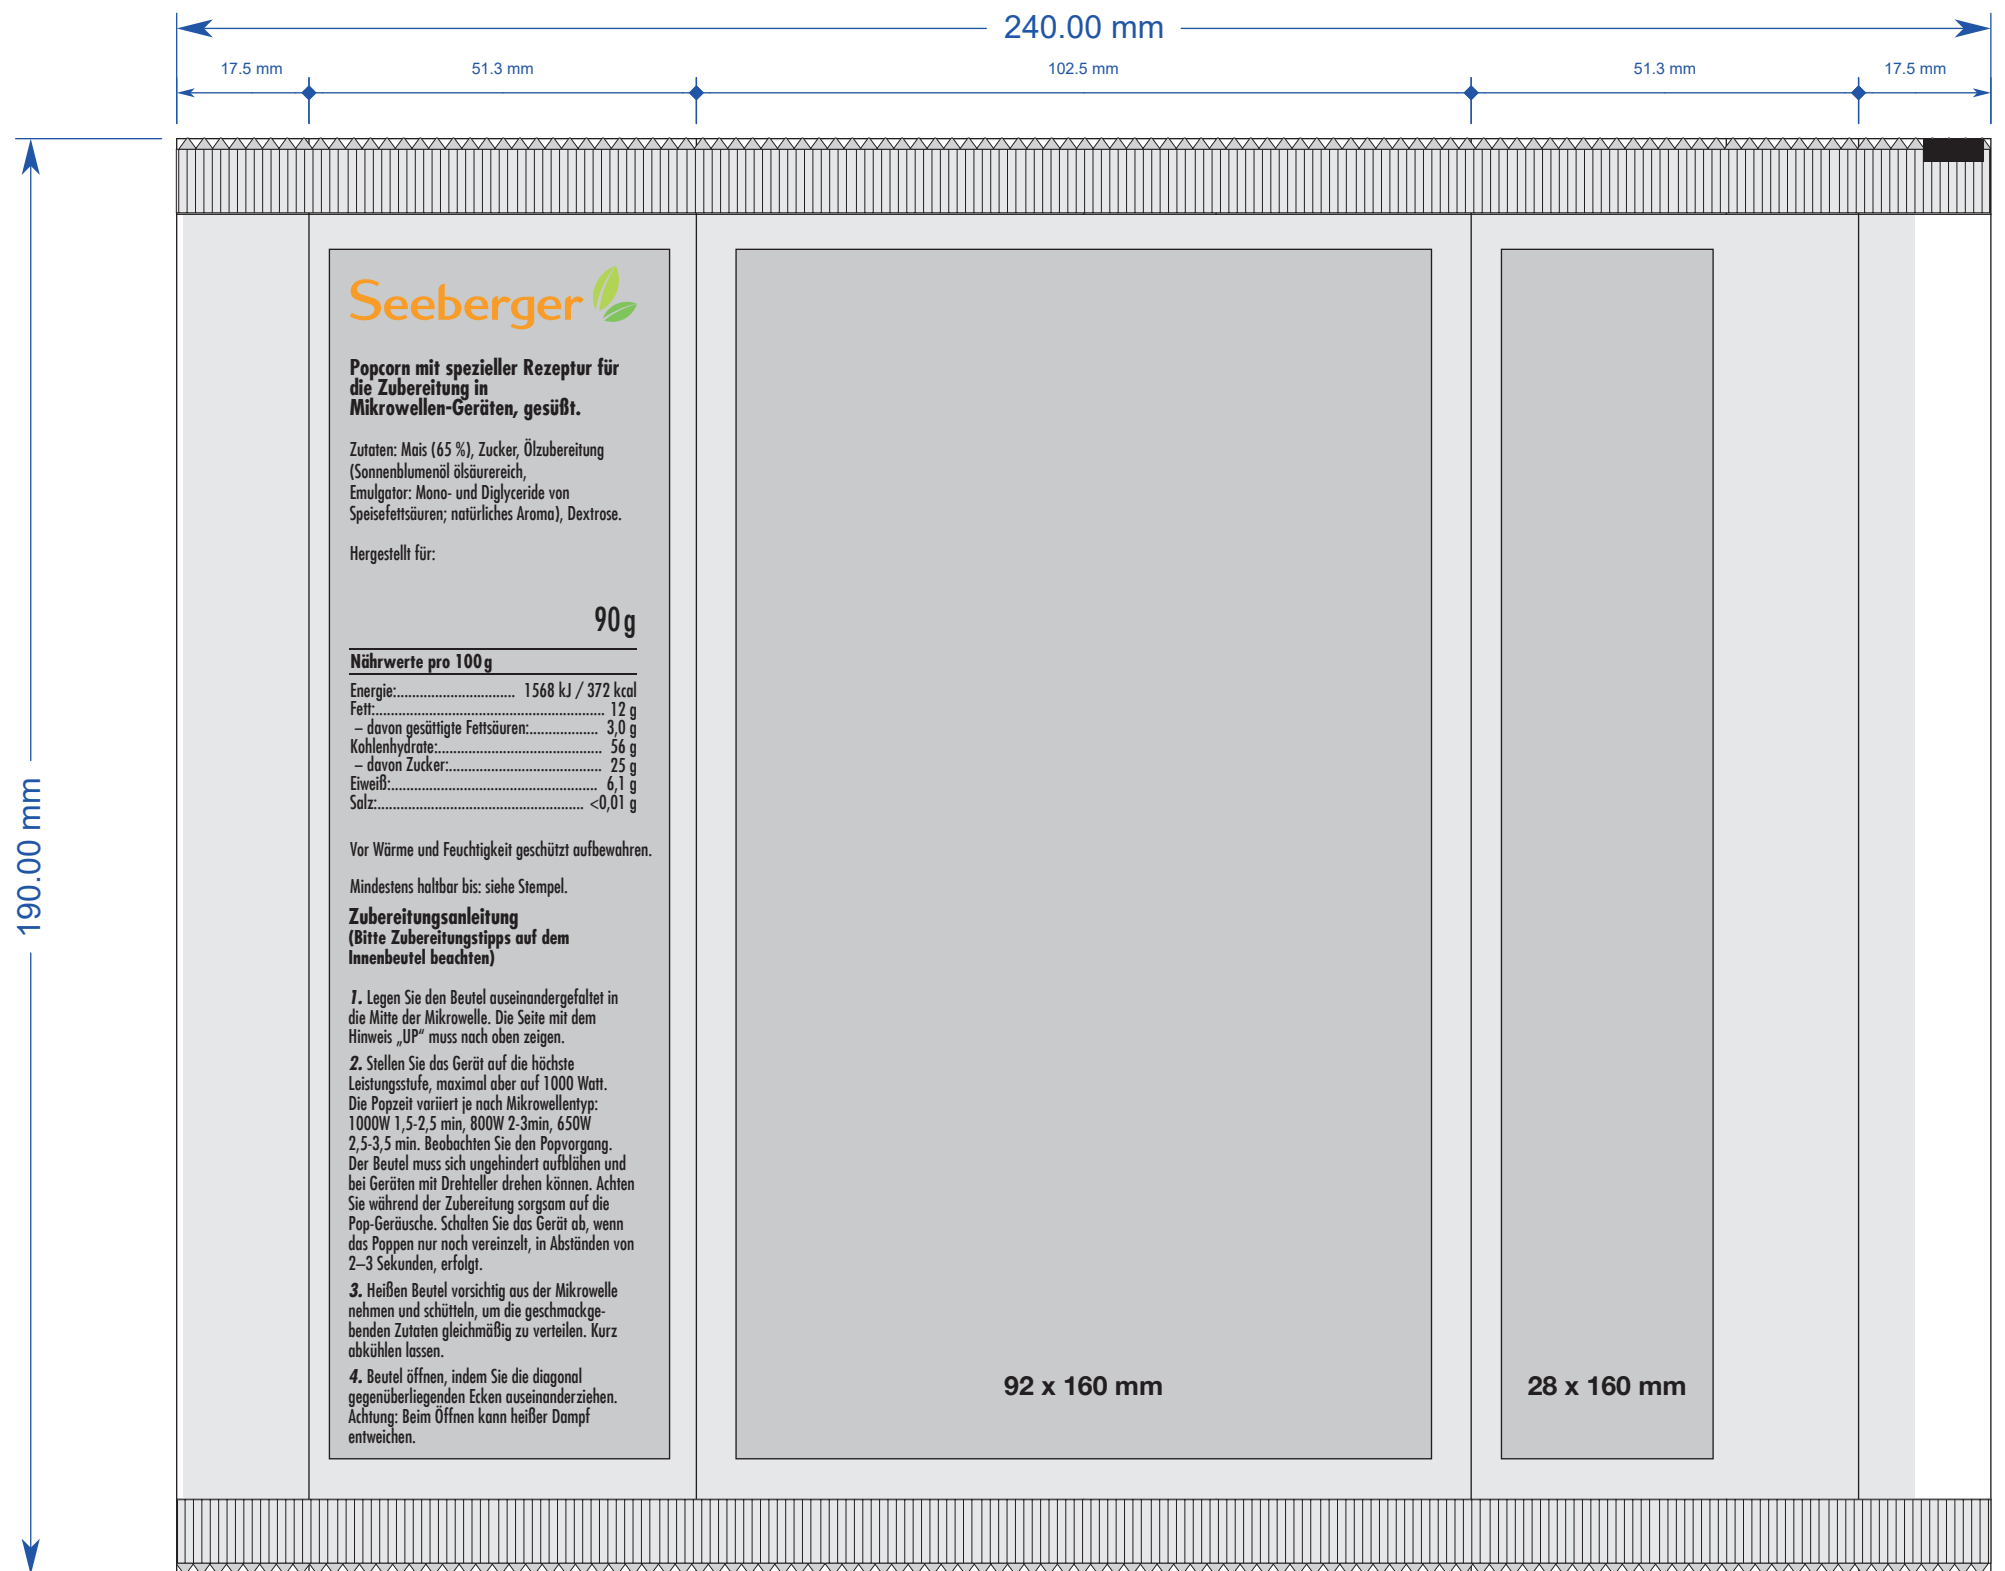 240.00 mm
17.5 mm 51.3 mm 102.5 mm 51.3 mm 17.5 mm
190.00 mm
Seeberger
Popcorn mit spezieller Rezeptur für
die Zubereitung in
Mikrowellen-Geräten, gesüßt.
Zutaten: Mais (65 %), Zucker, Ölzubereitung
(Sonnenblumenöl ölsäurereich,
Emulgator: Mono- und Diglyceride von
Speisefettsäuren; natürliches Aroma), Dextrose.
Hergestellt für:
90 g
Nährwerte pro 100 g
Energie:............................... 1568 kJ / 372 kcal
Fett:............................................................ 12 g
– davon gesättigte Fettsäuren:.................. 3,0 g
Kohlenhydrate:........................................... 56 g
– davon Zucker:........................................ 25 g
Eiweiß:...................................................... 6,1 g
Salz:...................................................... <0,01 g
Vor Wärme und Feuchtigkeit geschützt aufbewahren.
Mindestens haltbar bis: siehe Stempel.
Zubereitungsanleitung
(Bitte Zubereitungstipps auf dem
Innenbeutel beachten)
1. Legen Sie den Beutel auseinandergefaltet in
die Mitte der Mikrowelle. Die Seite mit dem
Hinweis „UP“ muss nach oben zeigen.
2. Stellen Sie das Gerät auf die höchste
Leistungsstufe, maximal aber auf 1000 Watt.
Die Popzeit variiert je nach Mikrowellentyp:
1000W 1,5-2,5 min, 800W 2-3min, 650W
2,5-3,5 min. Beobachten Sie den Popvorgang.
Der Beutel muss sich ungehindert aufblähen und
bei Geräten mit Drehteller drehen können. Achten
Sie während der Zubereitung sorgsam auf die
Pop-Geräusche. Schalten Sie das Gerät ab, wenn
das Poppen nur noch vereinzelt, in Abständen von
2–3 Sekunden, erfolgt.
3. Heißen Beutel vorsichtig aus der Mikrowelle
nehmen und schütteln, um die geschmackge-
benden Zutaten gleichmäßig zu verteilen. Kurz
abkühlen lassen.
4. Beutel öffnen, indem Sie die diagonal
gegenüberliegenden Ecken auseinanderziehen.
Achtung: Beim Öffnen kann heißer Dampf
entweichen.
92 x 160 mm
28 x 160 mm